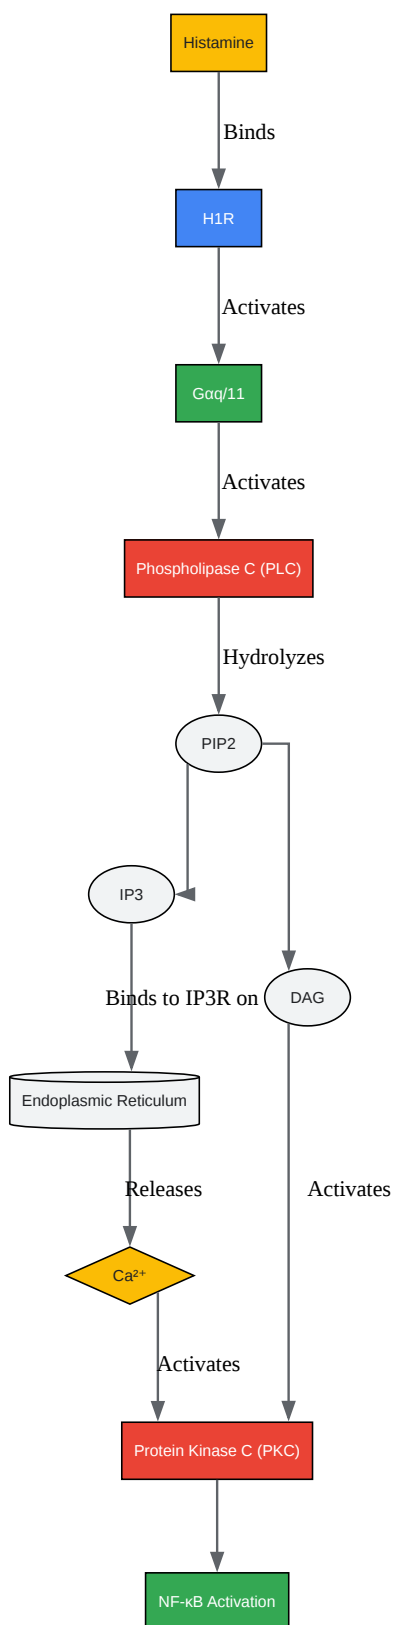 Histamine
Binds
H1R
Activates
Gαq/11
Activates
Phospholipase C (PLC)
Hydrolyzes
PIP2
IP3
Binds to IP3R on
DAG
Endoplasmic Reticulum
Releases
Activates
Ca²⁺
Activates
Protein Kinase C (PKC)
NF-κB Activation